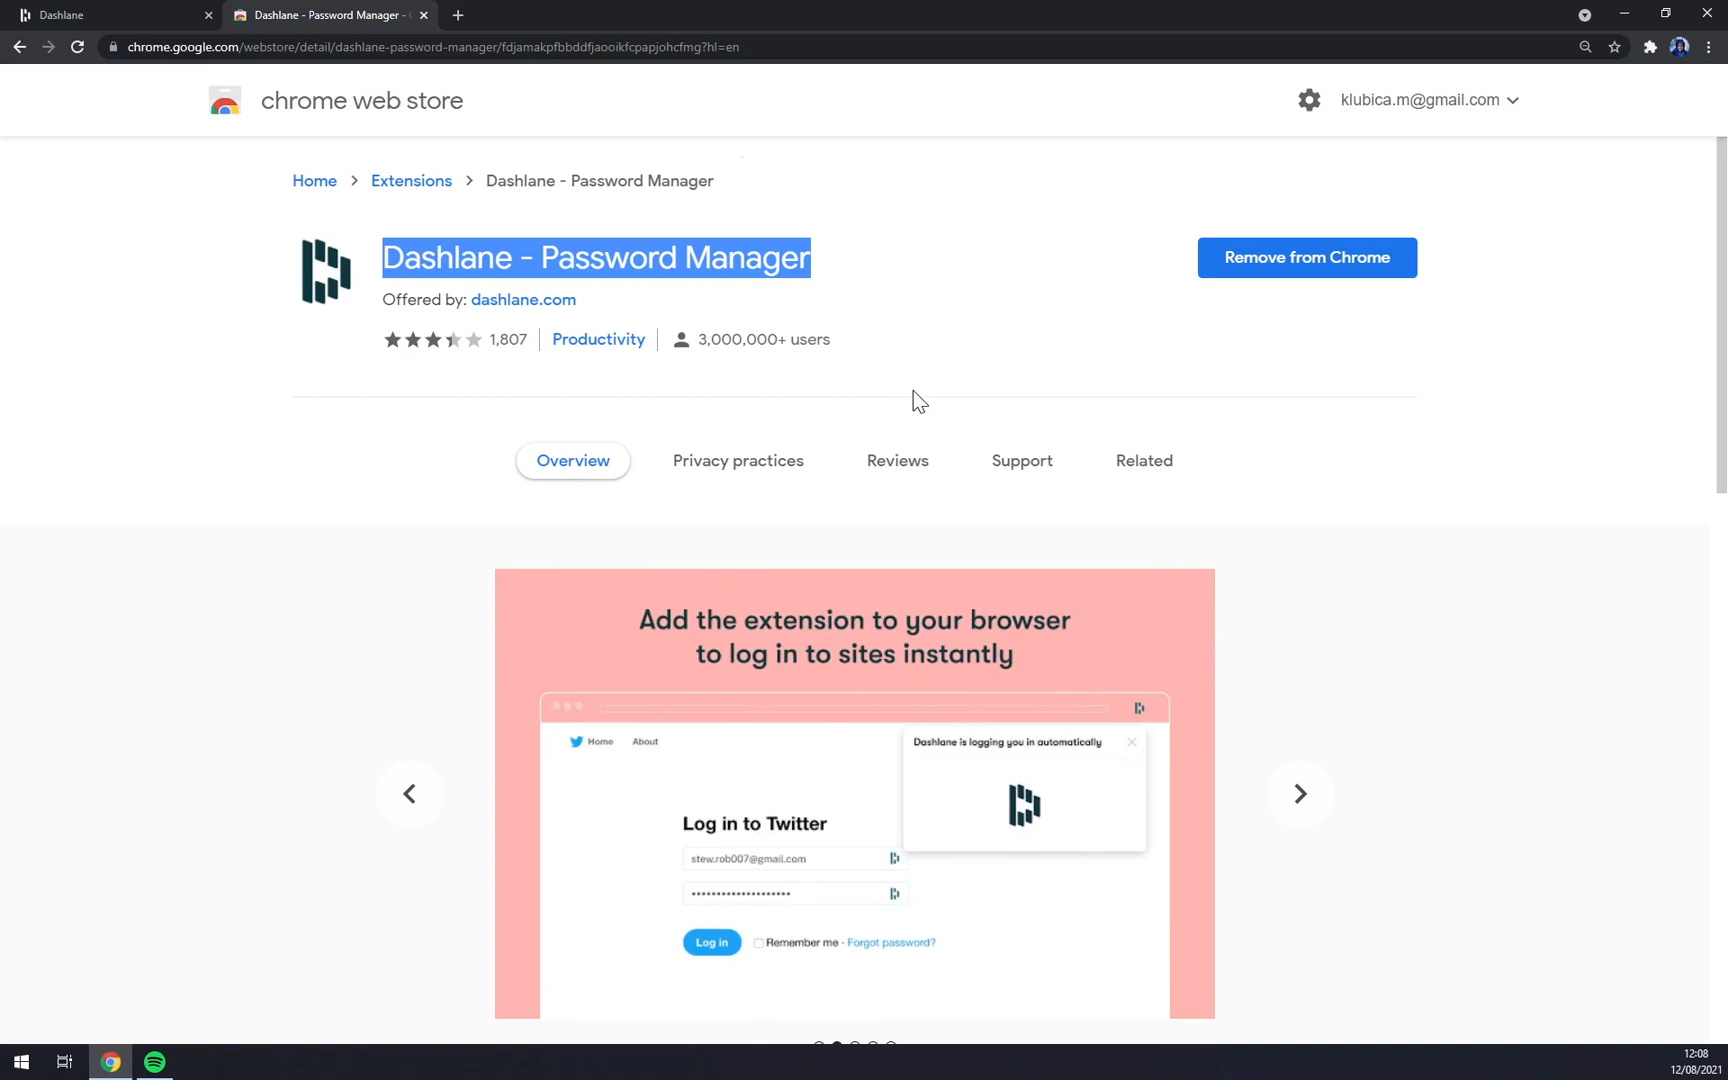 Dashlane
Dashlane - Password Manager -
chrome.google.com/webstore/detail/dashlane-password-manager/fdjamakpfbbddfjaooikfcpapjohcfmg?hl=en
chrome web store
klubica.m@gmail.com
Home > Extensions > Dashlane - Password Manager
Dashlane - Password Manager
Remove from Chrome
Offered by: dashlane.com
1,807 Productivity 3,000,000+ users
Overview Privacy practices Reviews Support Related
Add the extension to your browser
to log in to sites instantly
Home About
Dashlane is logging you in automatically
Log in to Twitter
stew.rob007@gmail.com
Log in Remember me - Forgot password?
12:08
12/08/2021